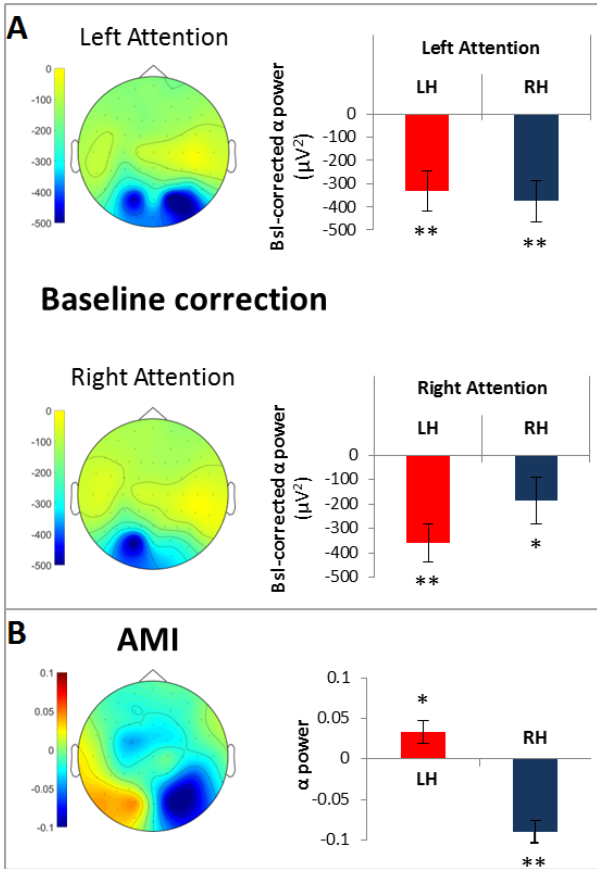 A
Left Attention
0
-100
-200
-300
-400
-500
Left Attention
LH RH
Bsl-corrected α power
(μV²)
0
-100
-200
-300
-400
-500
**
**
Baseline correction
Right Attention
0
-100
-200
-300
-400
-500
Right Attention
LH RH
Bsl-corrected α power
(μV²)
0
-100
-200
-300
-400
-500
**
*
B
AMI
0.1
0.05
0
-0.05
-0.1
α power
0.1
0.05
0
-0.05
-0.1
*
LH
RH
**